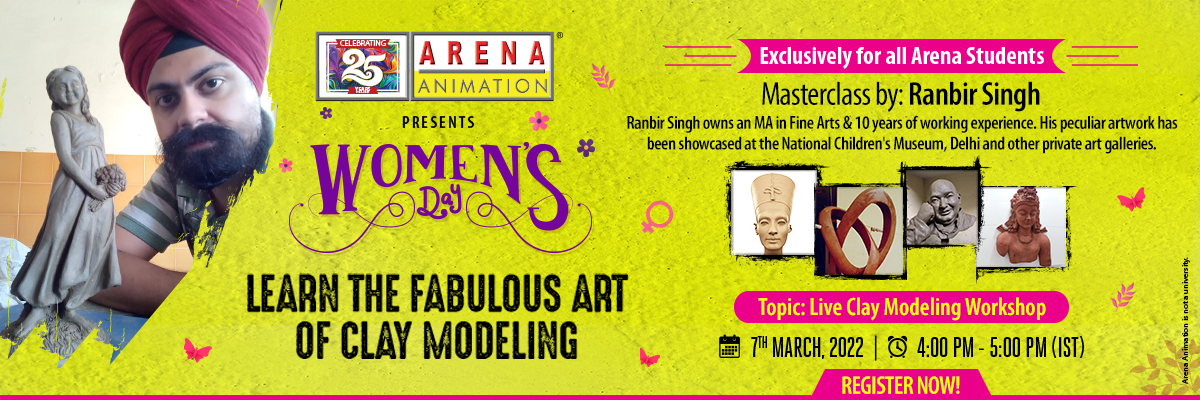 CELEBRATING
25
YEARS
ARENA
ANIMATION
®
PRESENTS
WOMEN'S
Day
LEARN THE FABULOUS ART
OF CLAY MODELING
Exclusively for all Arena Students
Masterclass by: Ranbir Singh
Ranbir Singh owns an MA in Fine Arts & 10 years of working experience. His peculiar artwork has
been showcased at the National Children's Museum, Delhi and other private art galleries.
Topic: Live Clay Modeling Workshop
7TH MARCH, 2022 | 4:00 PM - 5:00 PM (IST)
REGISTER NOW!
Arena Animation is not a university.